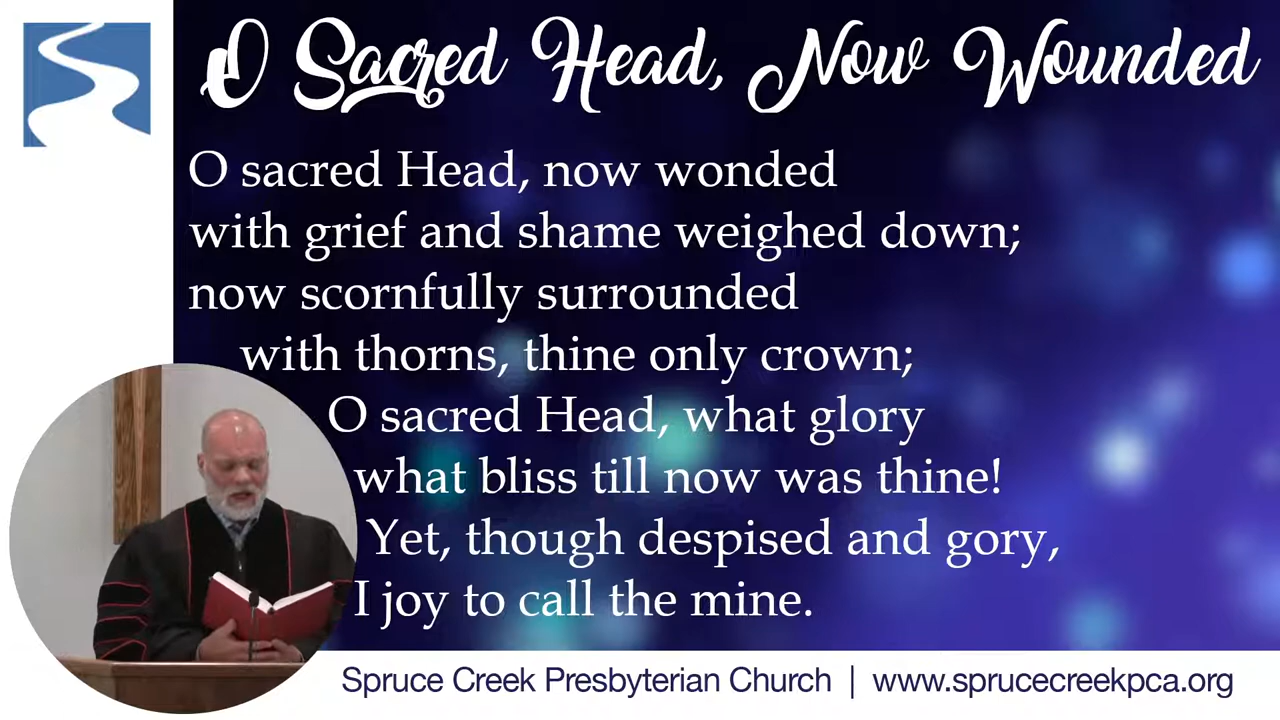 O Sacred Head, Now Wounded
O sacred Head, now wonded
with grief and shame weighed down;
now scornfully surrounded
with thorns, thine only crown;
O sacred Head, what glory
what bliss till now was thine!
Yet, though despised and gory,
I joy to call the mine.
Spruce Creek Presbyterian Church | www.sprucecreekpca.org